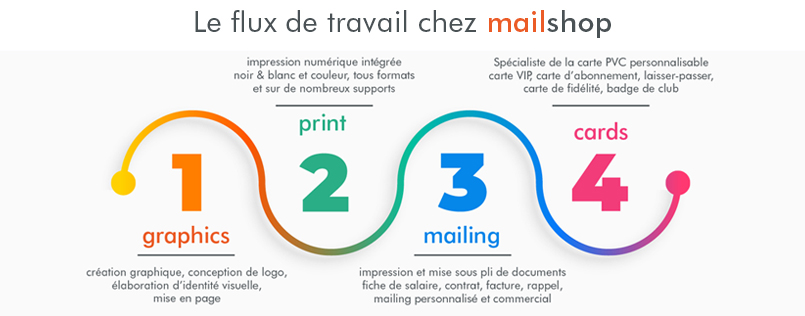 Le flux de travail chez mailshop
1
graphics
création graphique, conception de logo,
élaboration d'identité visuelle,
mise en page
impression numérique intégrée
noir & blanc et couleur, tous formats
et sur de nombreux supports
print
2
3
mailing
impression et mise sous pli de documents
fiche de salaire, contrat, facture, rappel,
mailing personnalisé et commercial
Spécialiste de la carte PVC personnalisable
carte VIP, carte d'abonnement, laisser-passer,
carte de fidélité, badge de club
cards
4